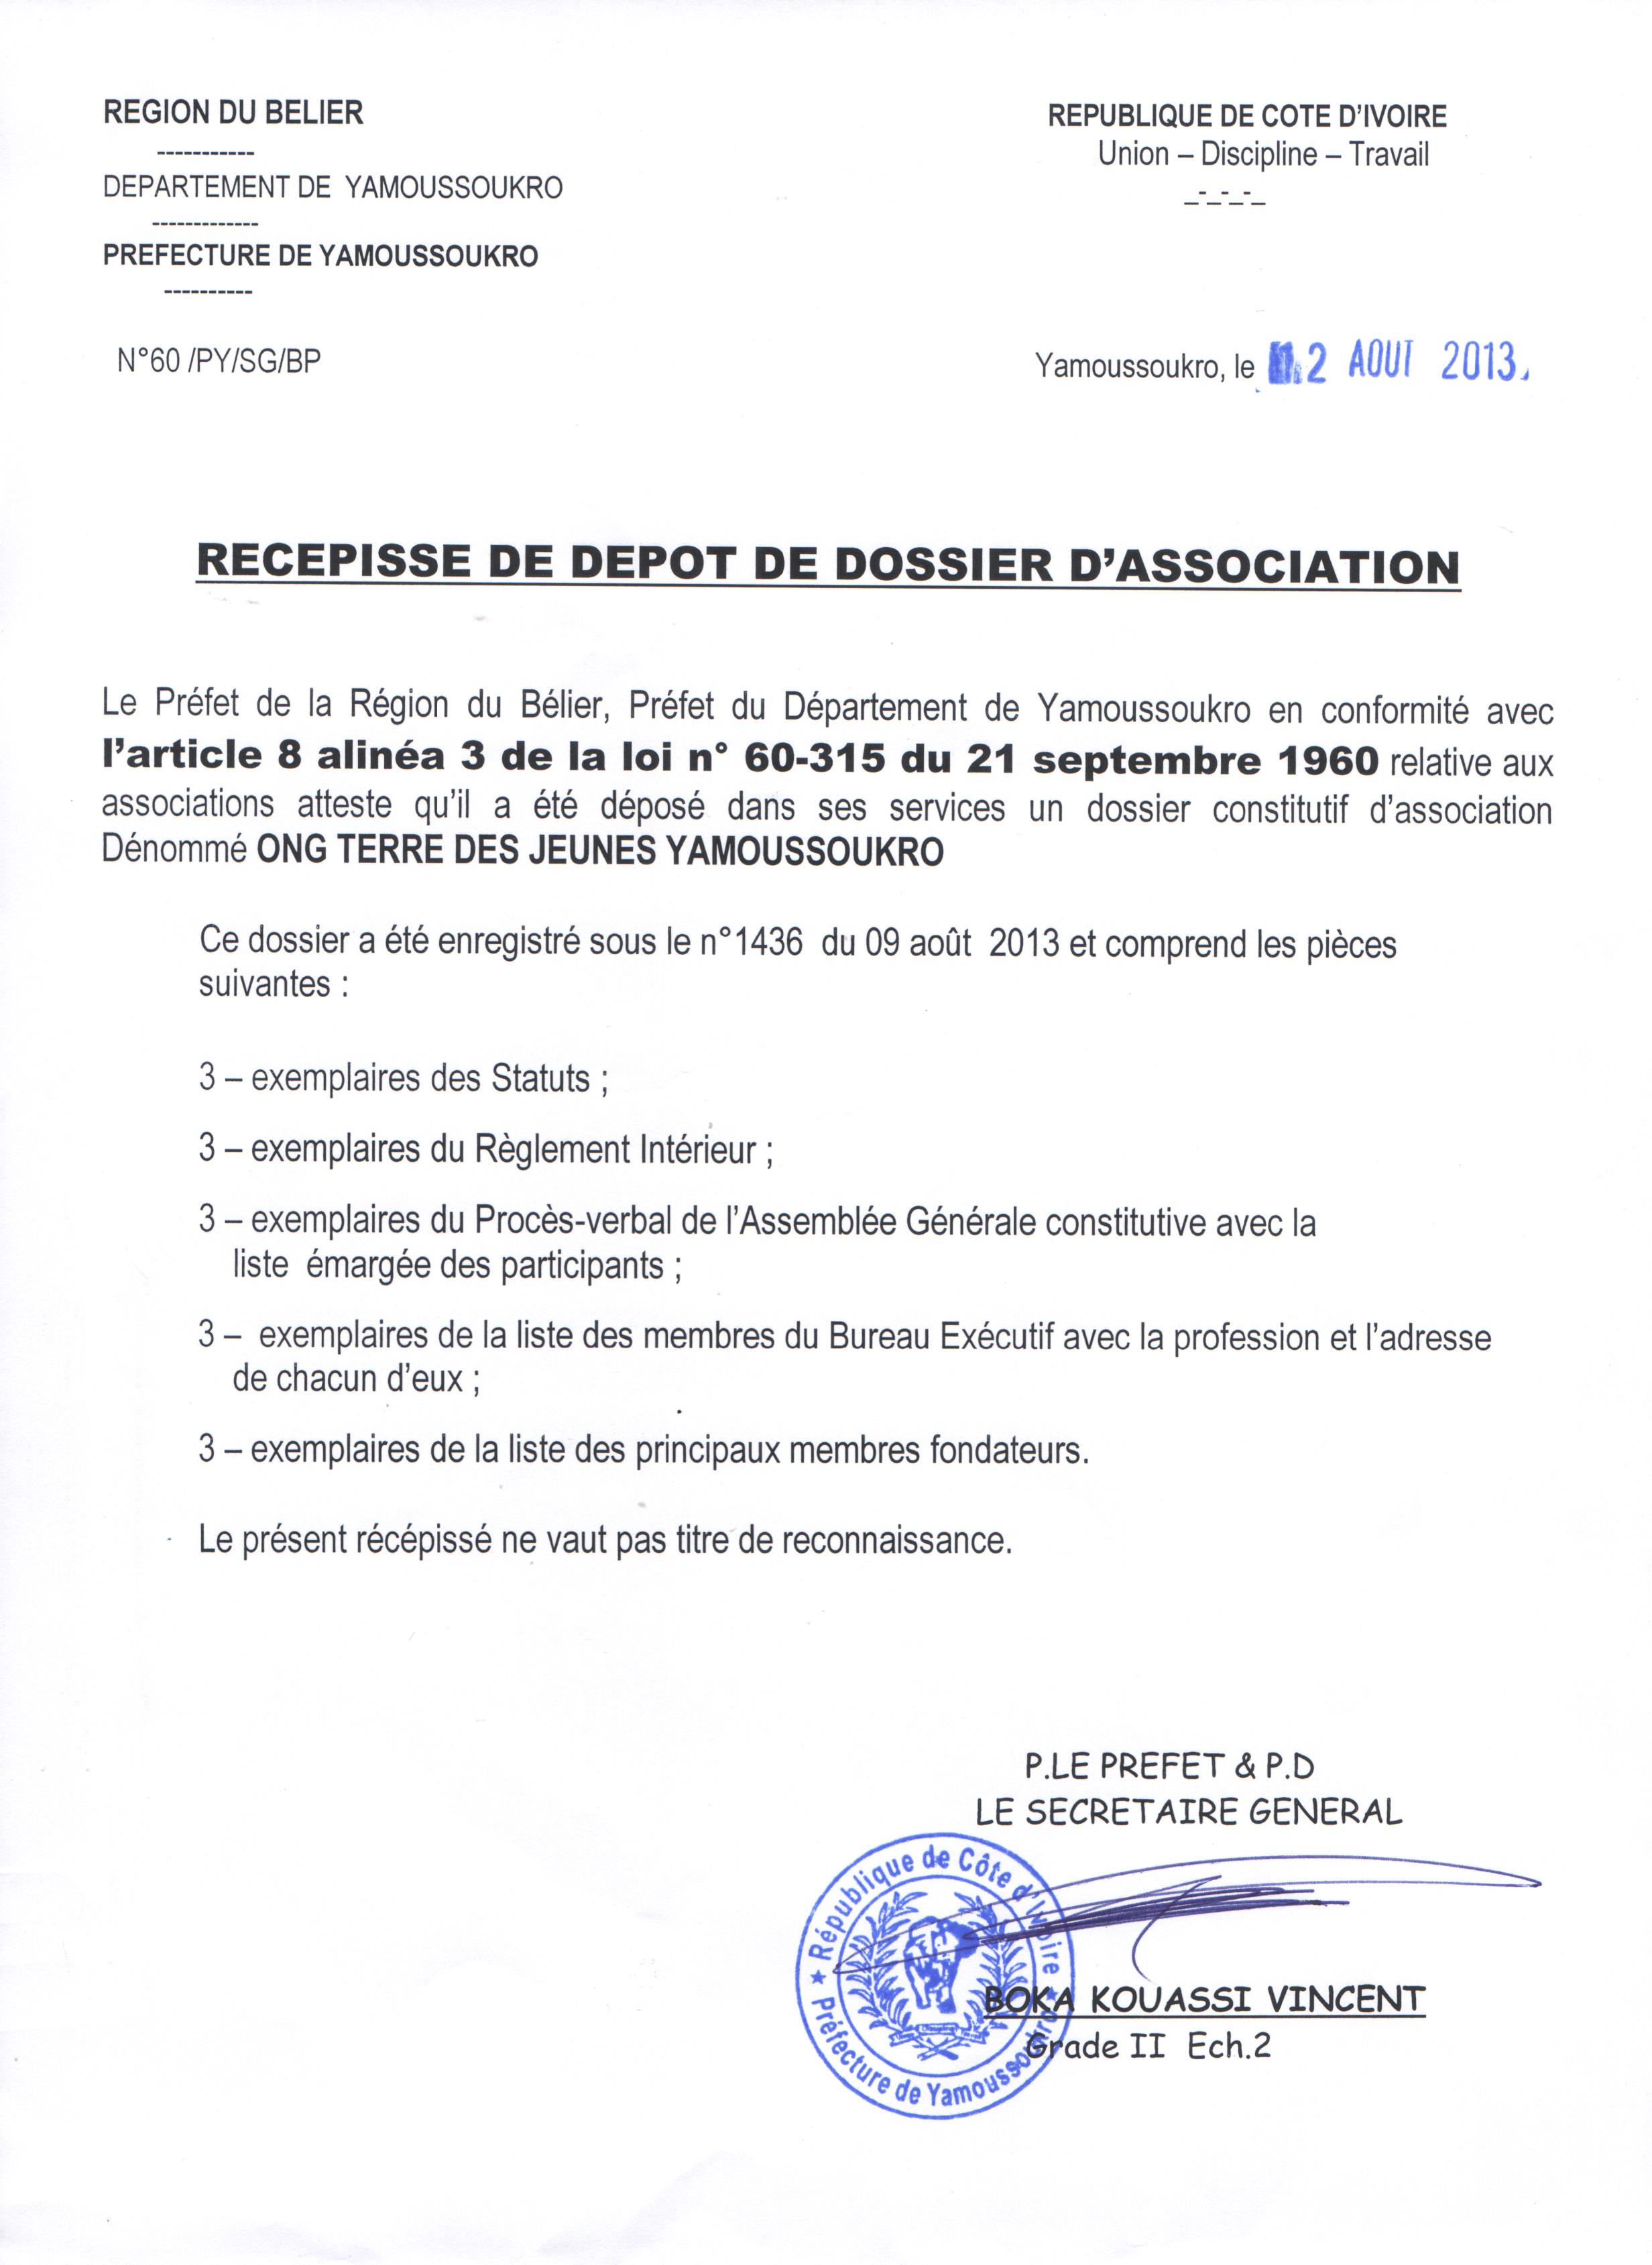 REGION DU BELIER
-----------
DEPARTEMENT DE YAMOUSSOUKRO
------------
PREFECTURE DE YAMOUSSOUKRO
----------
N°60 /PY/SG/BP
REPUBLIQUE DE COTE D'IVOIRE
Union – Discipline – Travail
_-_-_-_
Yamoussoukro, le 2 AOUT 2013
RECEPISSE DE DEPOT DE DOSSIER D'ASSOCIATION
Le Préfet de la Région du Bélier, Préfet du Département de Yamoussoukro en conformité avec
l'article 8 alinéa 3 de la loi n° 60-315 du 21 septembre 1960 relative aux
associations atteste qu'il a été déposé dans ses services un dossier constitutif d'association
Dénommé ONG TERRE DES JEUNES YAMOUSSOUKRO
Ce dossier a été enregistré sous le n°1436 du 09 août 2013 et comprend les pièces
suivantes :
3 – exemplaires des Statuts ;
3 – exemplaires du Règlement Intérieur ;
3 – exemplaires du Procès-verbal de l'Assemblée Générale constitutive avec la
liste émargée des participants ;
3 – exemplaires de la liste des membres du Bureau Exécutif avec la profession et l'adresse
de chacun d'eux ;
3 – exemplaires de la liste des principaux membres fondateurs.
Le présent récépissé ne vaut pas titre de reconnaissance.
P.LE PREFET & P.D
LE SECRETAIRE GENERAL
République de Côte d'Ivoire
Préfecture de Yamoussoukro
BOKA KOUASSI VINCENT
Grade II Ech.2